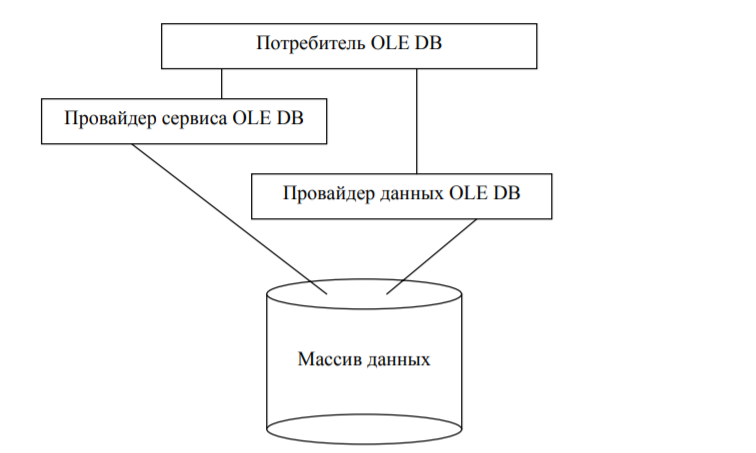 Потребитель OLE DB
Провайдер сервиса OLE DB
Провайдер данных OLE DB
Массив данных